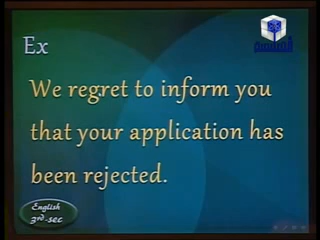 Ex
We regret to inform you
that your application has
been rejected.
English
3rd-sec